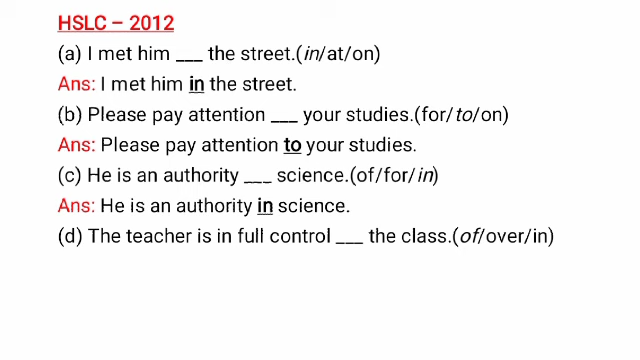 HSLC – 2012
(a) I met him ___ the street.(in/at/on)
Ans: I met him in the street.
(b) Please pay attention ___ your studies.(for/to/on)
Ans: Please pay attention to your studies.
(c) He is an authority ___ science.(of/for/in)
Ans: He is an authority in science.
(d) The teacher is in full control ___ the class.(of/over/in)